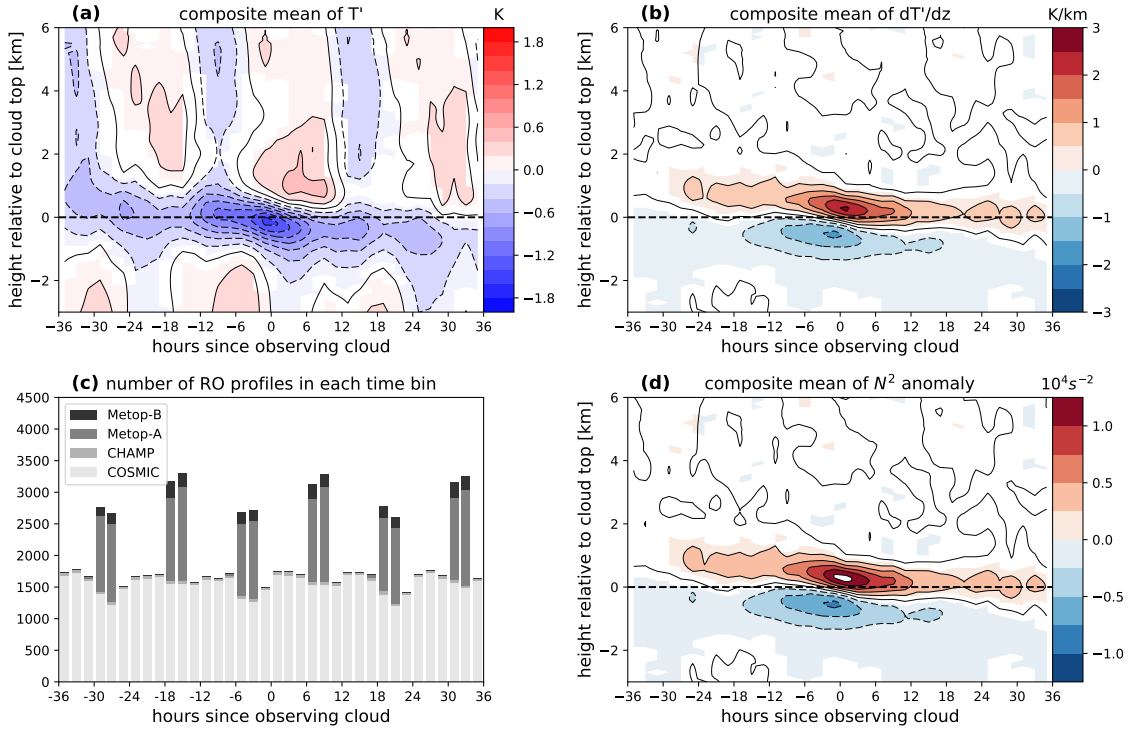 (a) composite mean of T' K
6
4
2
0
−2
height relative to cloud top [km]
−36 −30 −24 −18 −12 −6 0 6 12 18 24 30 36
hours since observing cloud
1.8
1.2
0.6
0.0
−0.6
−1.2
−1.8
(b) composite mean of dT'/dz K/km
6
4
2
0
−2
height relative to cloud top [km]
−36 −30 −24 −18 −12 −6 0 6 12 18 24 30 36
hours since observing cloud
3
2
1
0
−1
−2
−3
(c) number of RO profiles in each time bin
4500
4000
3500
3000
2500
2000
1500
1000
500
0
Metop-B
Metop-A
CHAMP
COSMIC
−36 −30 −24 −18 −12 −6 0 6 12 18 24 30 36
hours since observing cloud
(d) composite mean of N² anomaly 10⁴s⁻²
6
4
2
0
−2
height relative to cloud top [km]
−36 −30 −24 −18 −12 −6 0 6 12 18 24 30 36
hours since observing cloud
1.0
0.5
0.0
−0.5
−1.0